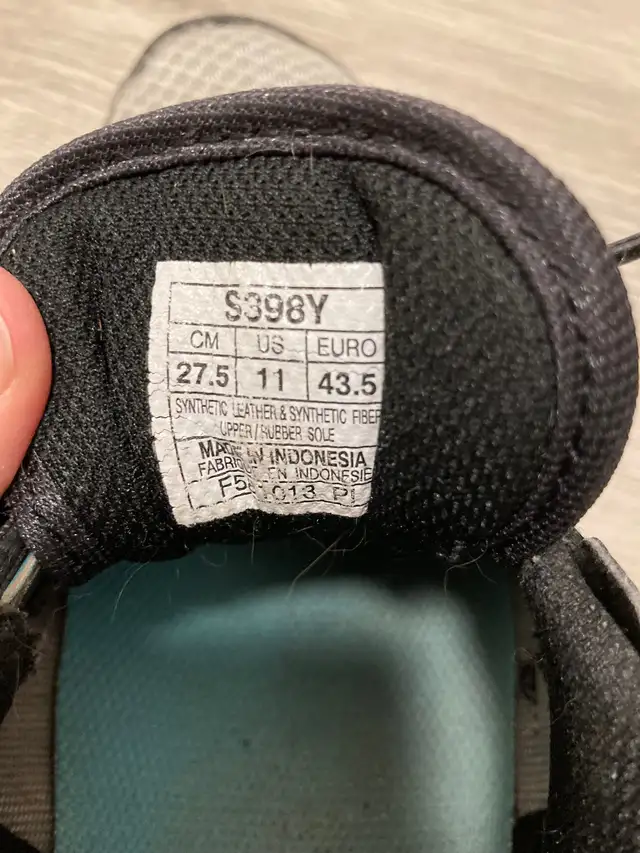 S398Y
CM US EURO
27.5 11 43.5
SYNTHETIC LEATHER & SYNTHETIC FIBER
UPPER / RUBBER SOLE
MADE IN INDONESIA
EN INDONESIE